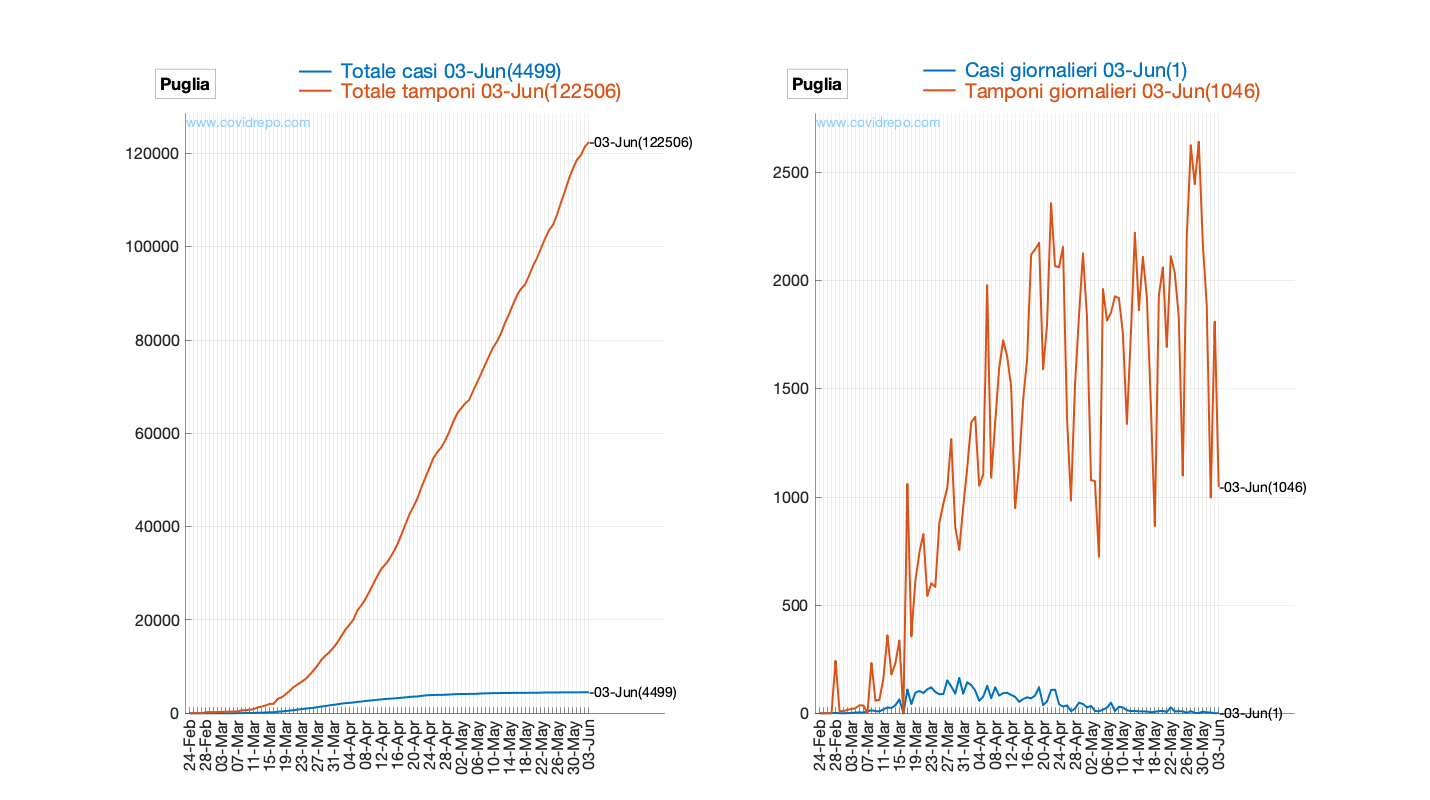 Puglia
Totale casi 03-Jun(4499)
Totale tamponi 03-Jun(122506)
www.covidrepo.com
120000
100000
80000
60000
40000
20000
0
03-Jun(122506)
03-Jun(4499)
24-Feb
28-Feb
03-Mar
07-Mar
11-Mar
15-Mar
19-Mar
23-Mar
27-Mar
31-Mar
04-Apr
08-Apr
12-Apr
16-Apr
20-Apr
24-Apr
28-Apr
02-May
06-May
10-May
14-May
18-May
22-May
26-May
30-May
03-Jun
Puglia
Casi giornalieri 03-Jun(1)
Tamponi giornalieri 03-Jun(1046)
www.covidrepo.com
2500
2000
1500
1000
500
0
03-Jun(1046)
03-Jun(1)
24-Feb
28-Feb
03-Mar
07-Mar
11-Mar
15-Mar
19-Mar
23-Mar
27-Mar
31-Mar
04-Apr
08-Apr
12-Apr
16-Apr
20-Apr
24-Apr
28-Apr
02-May
06-May
10-May
14-May
18-May
22-May
26-May
30-May
03-Jun